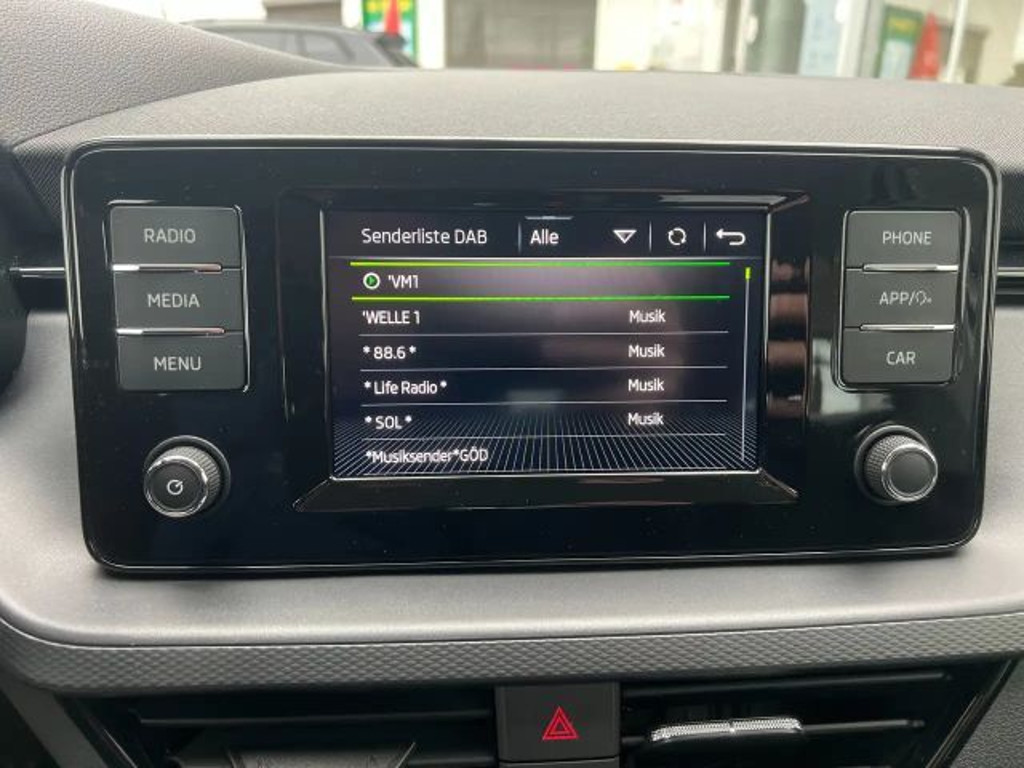 RADIO
MEDIA
MENU
Senderliste DAB Alle
'VM1
'WELLE 1 Musik
* 88.6 * Musik
* Life Radio * Musik
* SOL * Musik
*Musiksender*GÖD
PHONE
APP/
CAR